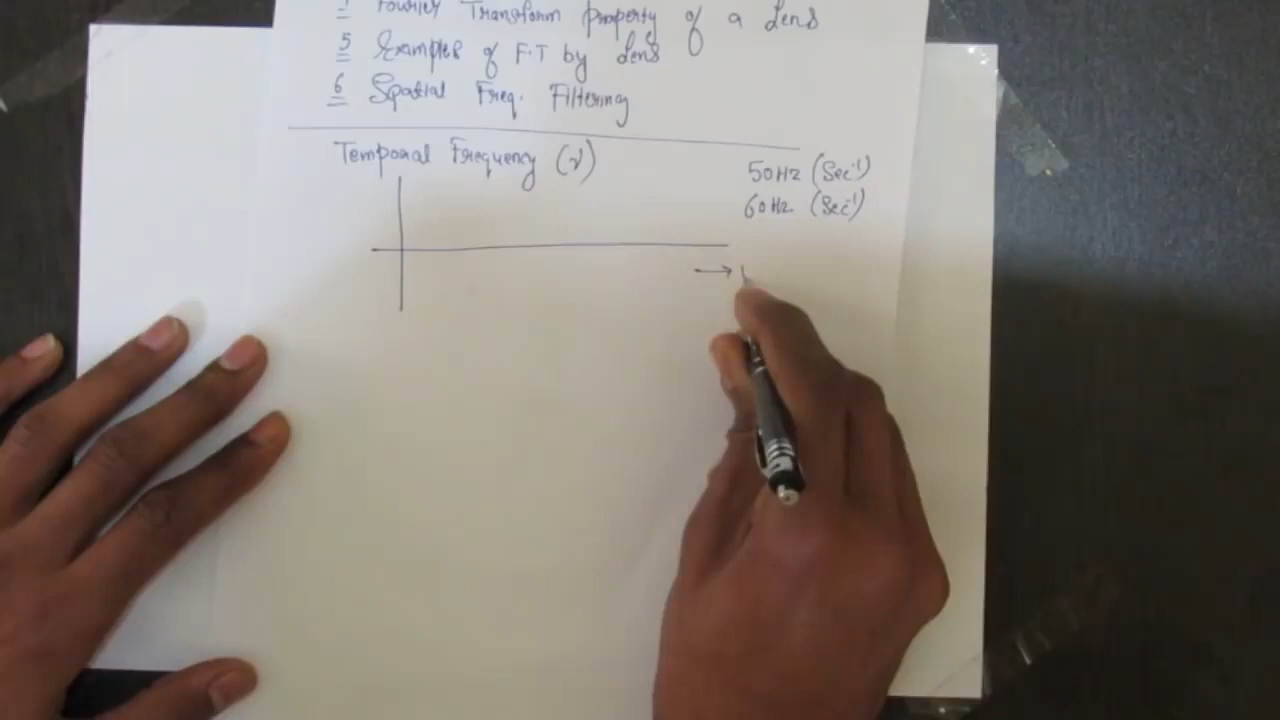 Fourier Transform Property of a Lens
5 Examples of F.T by Lens
6 Spatial Freq. Filtering
Temporal Frequency (ν)
50Hz (Sec⁻¹)
60Hz (Sec⁻¹)
→